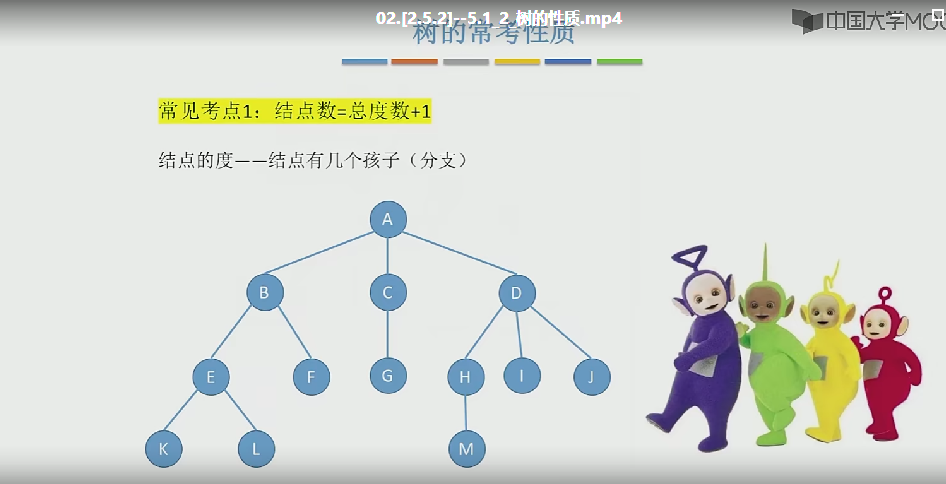 02.[2.5.2]--5.1_2_树的性质.mp4
中国大学MOO
树的常考性质
常见考点1：结点数=总度数+1
结点的度——结点有几个孩子（分支）
A
B C D
E F G H I J
K L M